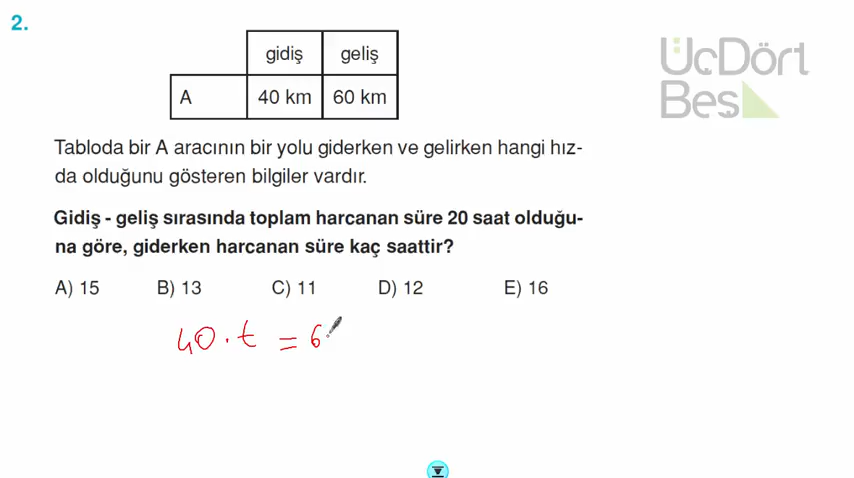 2.
gidiş geliş
A 40 km 60 km
ÜçDört
Beş
Tabloda bir A aracının bir yolu giderken ve gelirken hangi hız-
da olduğunu gösteren bilgiler vardır.
Gidiş - geliş sırasında toplam harcanan süre 20 saat olduğu-
na göre, giderken harcanan süre kaç saattir?
A) 15 B) 13 C) 11 D) 12 E) 16
40 . t = 6